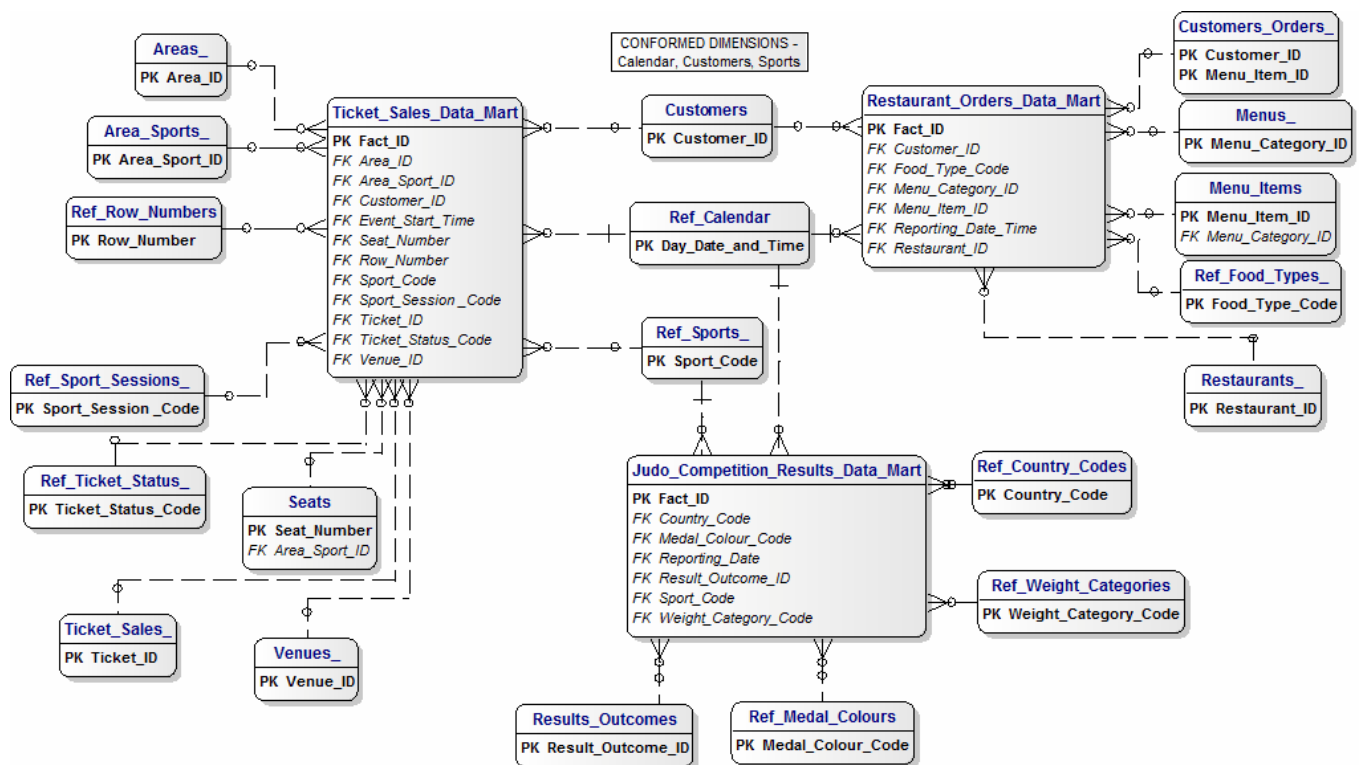 CONFORMED DIMENSIONS -
Calendar, Customers, Sports
Areas_
PK Area_ID
Area_Sports_
PK Area_Sport_ID
Ref_Row_Numbers
PK Row_Number
Ref_Sport_Sessions_
PK Sport_Session _Code
Ref_Ticket_Status_
PK Ticket_Status_Code
Seats
PK Seat_Number
FK Area_Sport_ID
Ticket_Sales_
PK Ticket_ID
Venues_
PK Venue_ID
Ticket_Sales_Data_Mart
PK Fact_ID
FK Area_ID
FK Area_Sport_ID
FK Customer_ID
FK Event_Start_Time
FK Seat_Number
FK Row_Number
FK Sport_Code
FK Sport_Session _Code
FK Ticket_ID
FK Ticket_Status_Code
FK Venue_ID
Customers
PK Customer_ID
Ref_Calendar
PK Day_Date_and_Time
Ref_Sports_
PK Sport_Code
Restaurant_Orders_Data_Mart
PK Fact_ID
FK Customer_ID
FK Food_Type_Code
FK Menu_Category_ID
FK Menu_Item_ID
FK Reporting_Date_Time
FK Restaurant_ID
Customers_Orders_
PK Customer_ID
PK Menu_Item_ID
Menus_
PK Menu_Category_ID
Menu_Items
PK Menu_Item_ID
FK Menu_Category_ID
Ref_Food_Types_
PK Food_Type_Code
Restaurants_
PK Restaurant_ID
Judo_Competition_Results_Data_Mart
PK Fact_ID
FK Country_Code
FK Medal_Colour_Code
FK Reporting_Date
FK Result_Outcome_ID
FK Sport_Code
FK Weight_Category_Code
Ref_Country_Codes
PK Country_Code
Ref_Weight_Categories
PK Weight_Category_Code
Results_Outcomes
PK Result_Outcome_ID
Ref_Medal_Colours
PK Medal_Colour_Code